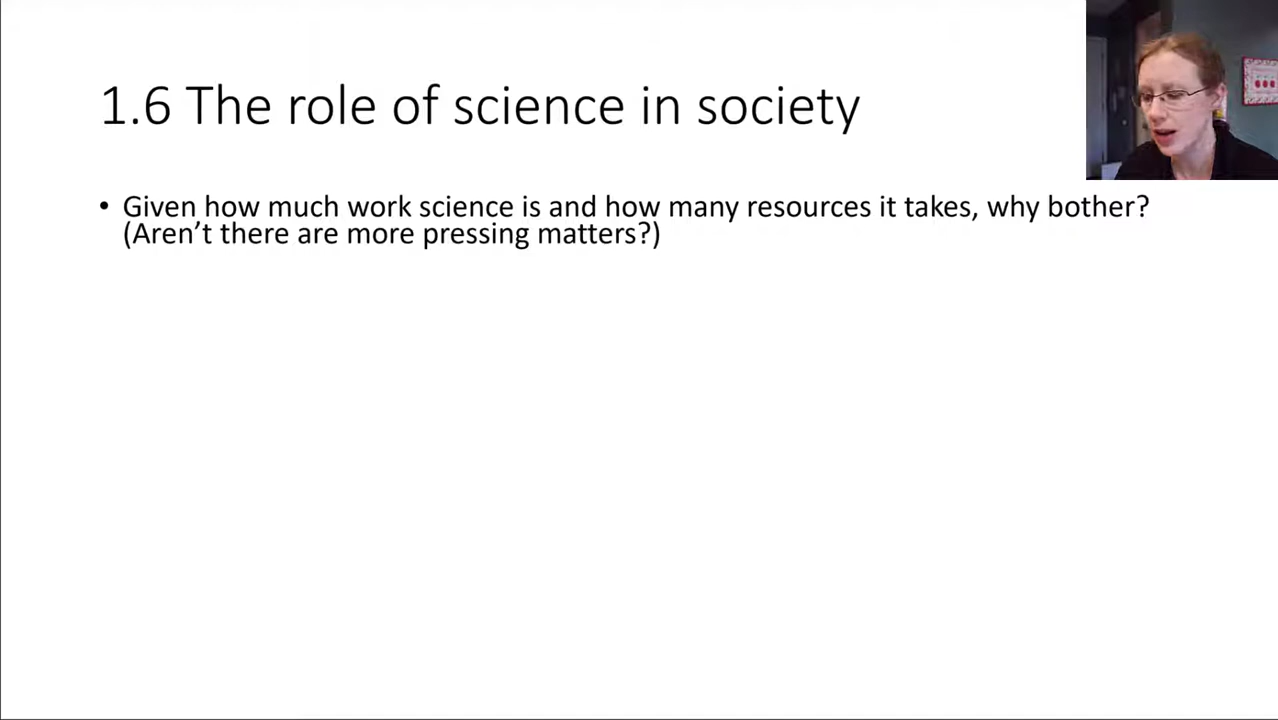 1.6 The role of science in society
• Given how much work science is and how many resources it takes, why bother?
(Aren’t there are more pressing matters?)